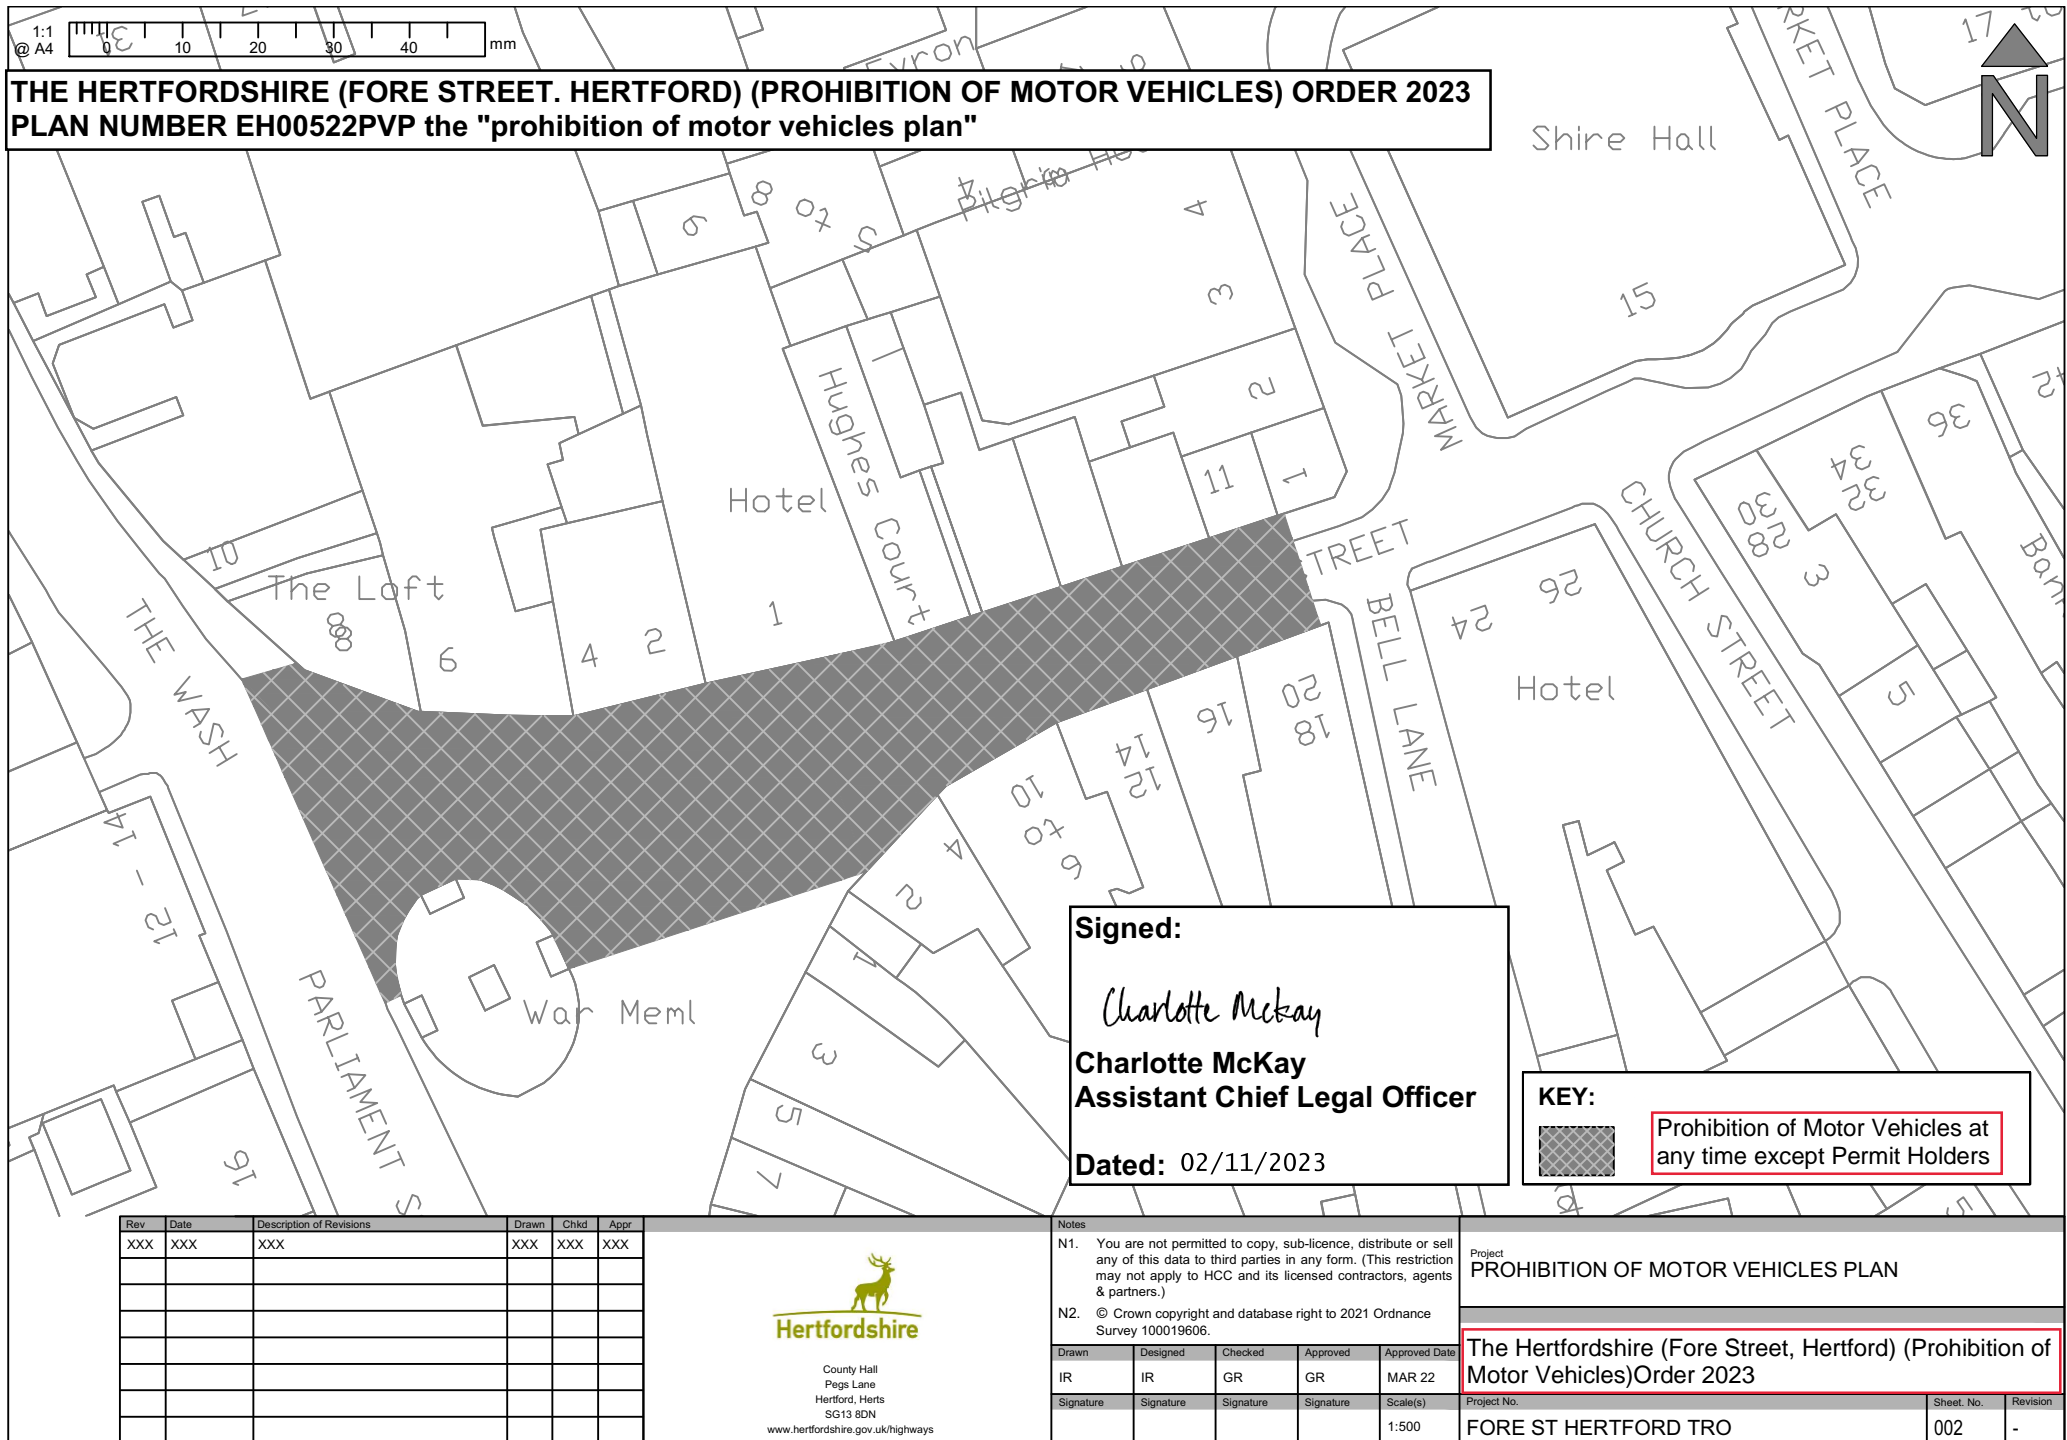 1:1
@ A4
0 10 20 30 40 mm
THE HERTFORDSHIRE (FORE STREET. HERTFORD) (PROHIBITION OF MOTOR VEHICLES) ORDER 2023
PLAN NUMBER EH00522PVP the "prohibition of motor vehicles plan"
N
17
MARKET PLACE
Shire Hall
15
MARKET PLACE
Pilgrim
9
8
to
5
4
4
3
2
1
11
Hughes Court
1
Hotel
1
2
4
6
10
The Loft
88
THE WASH
TREET
BELL LANE
CHURCH STREET
36
34
32
30
28
3
5
26
24
Hotel
20
18
16
14
12
10
to
6
4
2
1
3
5
7
War Meml
14 - 12
16
PARLIAMENT S
Signed:
Charlotte McKay
Charlotte McKay
Assistant Chief Legal Officer
Dated: 02/11/2023
KEY:
Prohibition of Motor Vehicles at
any time except Permit Holders
Rev Date Description of Revisions Drawn Chkd Appr
XXX XXX XXX XXX XXX XXX
Hertfordshire
County Hall
Pegs Lane
Hertford, Herts
SG13 8DN
www.hertfordshire.gov.uk/highways
Notes
N1. You are not permitted to copy, sub-licence, distribute or sell
any of this data to third parties in any form. (This restriction
may not apply to HCC and its licensed contractors, agents
& partners.)
N2. © Crown copyright and database right to 2021 Ordnance
Survey 100019606.
Drawn Designed Checked Approved Approved Date
IR IR GR GR MAR 22
Signature Signature Signature Signature Scale(s)
1:500
Project
PROHIBITION OF MOTOR VEHICLES PLAN
The Hertfordshire (Fore Street, Hertford) (Prohibition of
Motor Vehicles)Order 2023
Project No. Sheet. No. Revision
FORE ST HERTFORD TRO 002 -